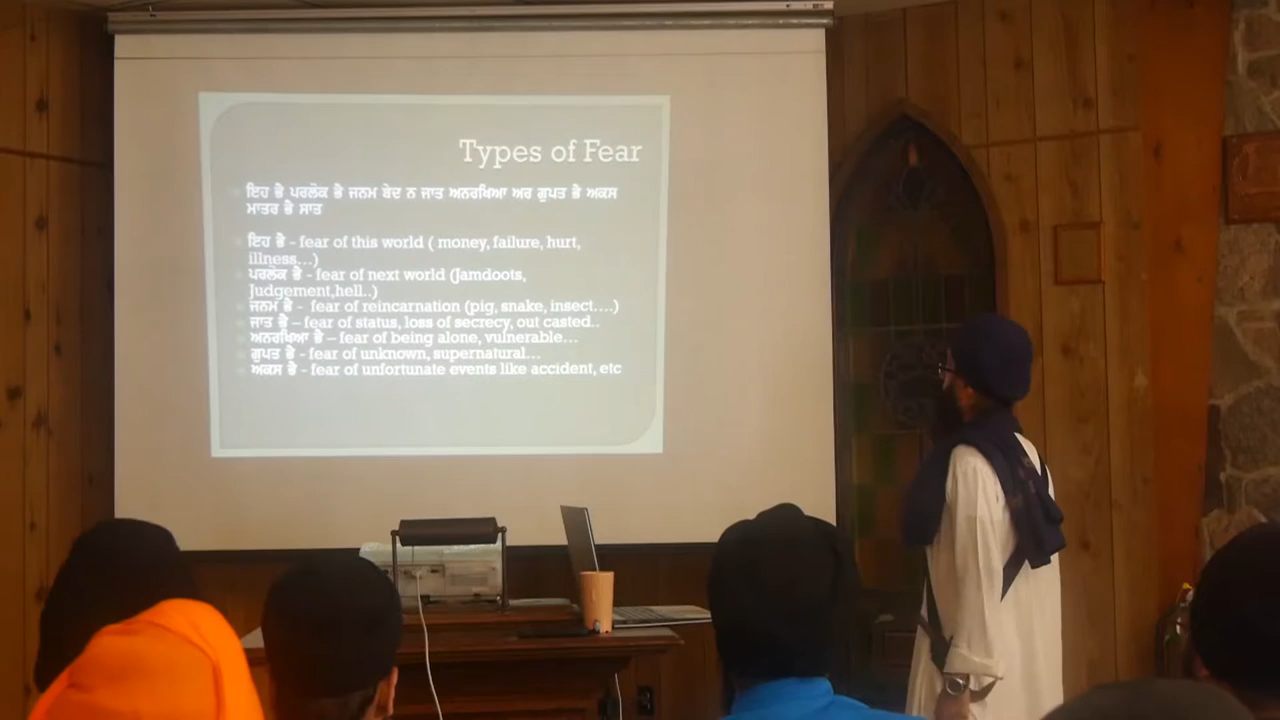 Types of Fear
ਇਹ ਭੈ ਪਰਲੋਕ ਭੈ ਜਨਮ ਬੇਦ ਨ ਜਾਤ ਅਨਰਖਿਆ ਅਰ ਗੁਪਤ ਭੈ ਅਕਸ
ਮਾਤਰ ਭੈ ਸਾਤ
ਇਹ ਭੈ - fear of this world ( money, failure, hurt,
illness...)
ਪਰਲੋਕ ਭੈ - fear of next world (Jamdoots,
Judgement,hell..)
ਜਨਮ ਭੈ - fear of reincarnation (pig, snake, insect....)
ਜਾਤ ਭੈ – fear of status, loss of secrecy, out casted..
ਅਨਰਖਿਆ ਭੈ – fear of being alone, vulnerable...
ਗੁਪਤ ਭੈ - fear of unknown, supernatural...
ਅਕਸ ਭੈ - fear of unfortunate events like accident, etc